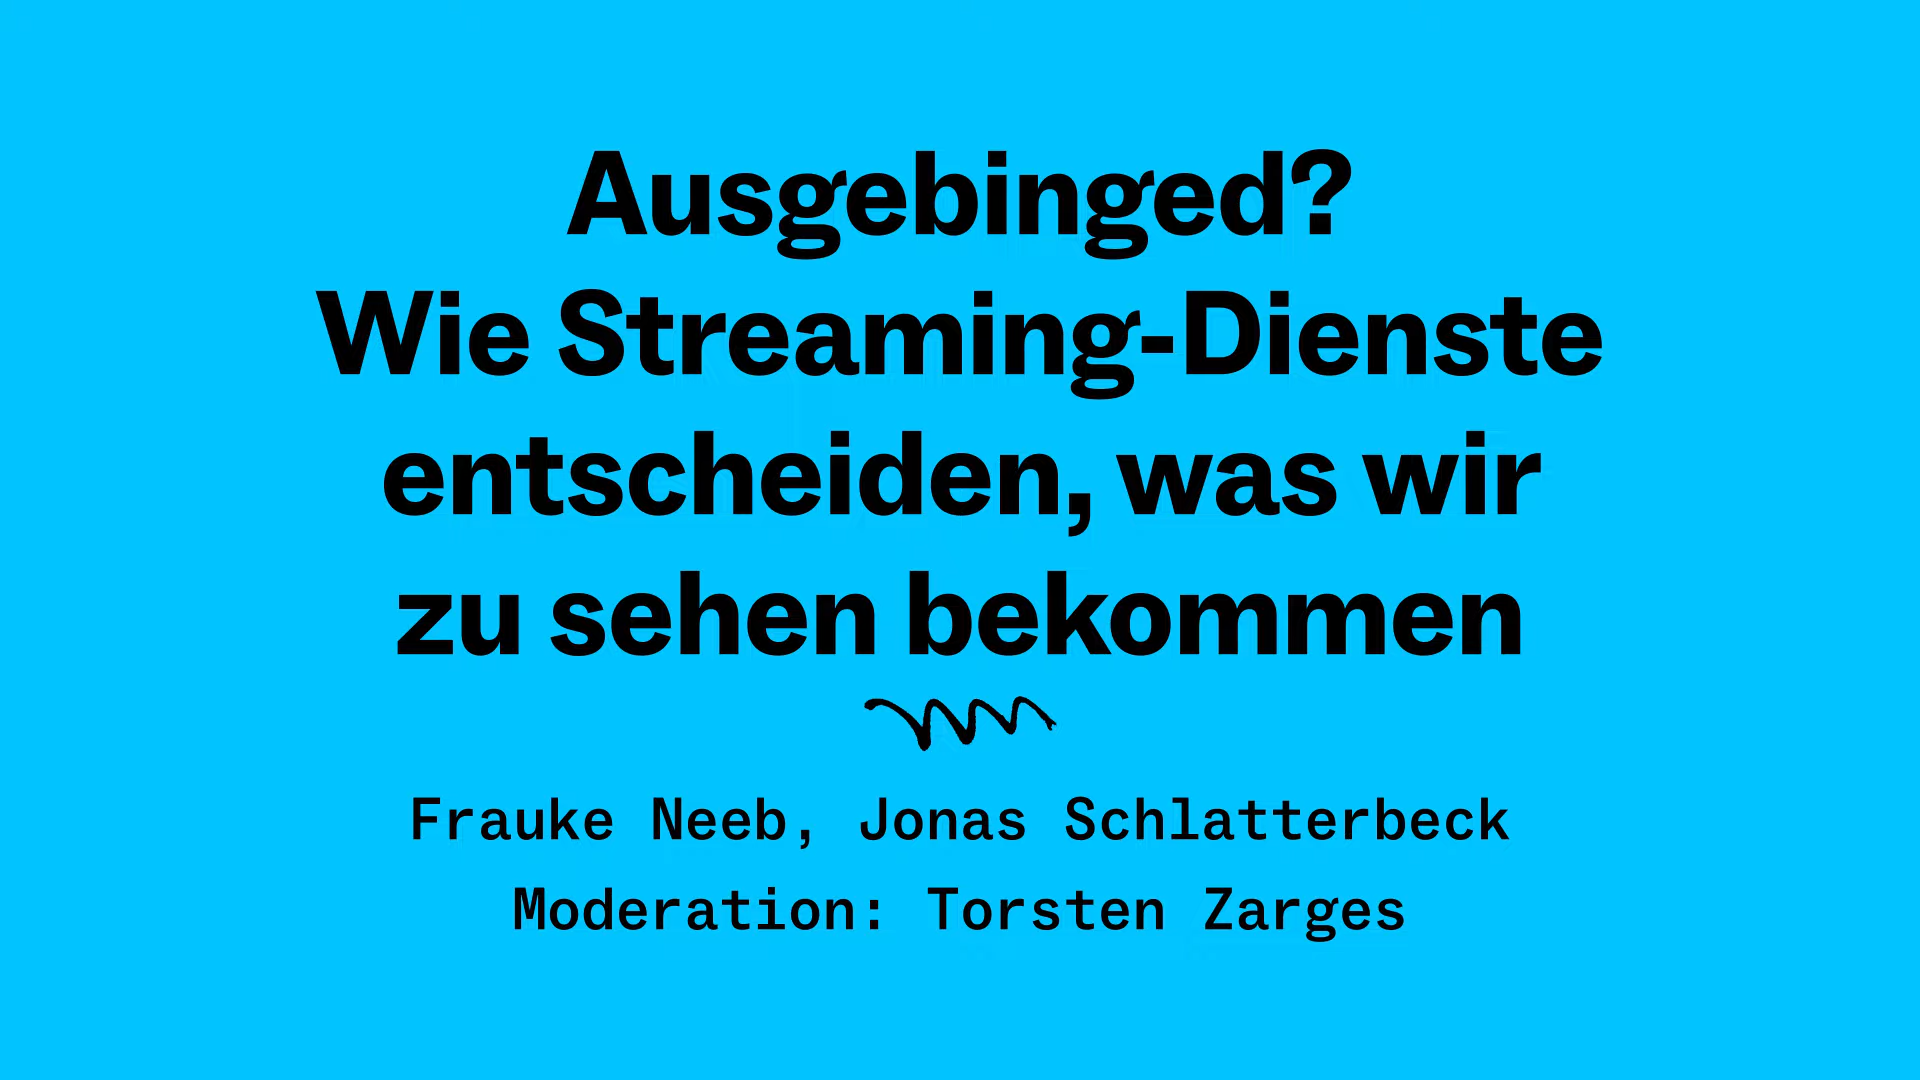 Ausgebinged?
Wie Streaming-Dienste
entscheiden, was wir
zu sehen bekommen
Frauke Neeb, Jonas Schlatterbeck
Moderation: Torsten Zarges